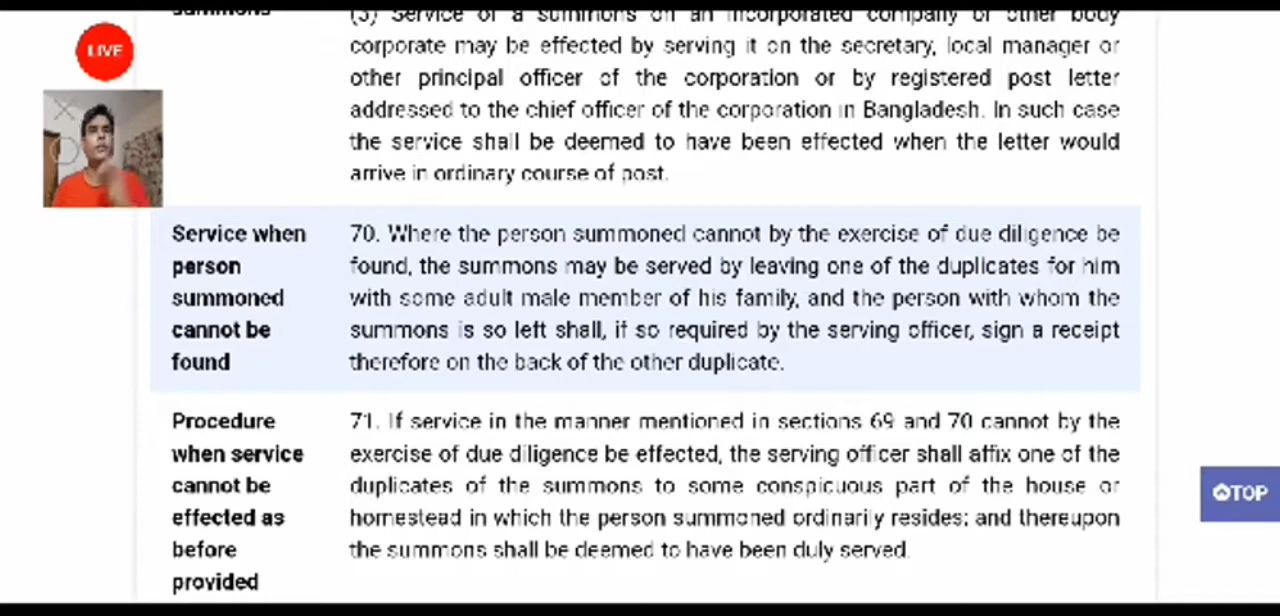 summons
(3) Service of a summons on an incorporated company or other body
LIVE
corporate may be effected by serving it on the secretary, local manager or
other principal officer of the corporation or by registered post letter
addressed to the chief officer of the corporation in Bangladesh. In such case
the service shall be deemed to have been effected when the letter would
arrive in ordinary course of post.
Service when
person
summoned
cannot be
found
70. Where the person summoned cannot by the exercise of due diligence be
found, the summons may be served by leaving one of the duplicates for him
with some adult male member of his family, and the person with whom the
summons is so left shall, if so required by the serving officer, sign a receipt
therefore on the back of the other duplicate.
Procedure
when service
cannot be
effected as
before
provided
71. If service in the manner mentioned in sections 69 and 70 cannot by the
exercise of due diligence be effected, the serving officer shall affix one of the
duplicates of the summons to some conspicuous part of the house or
homestead in which the person summoned ordinarily resides; and thereupon
the summons shall be deemed to have been duly served.
TOP